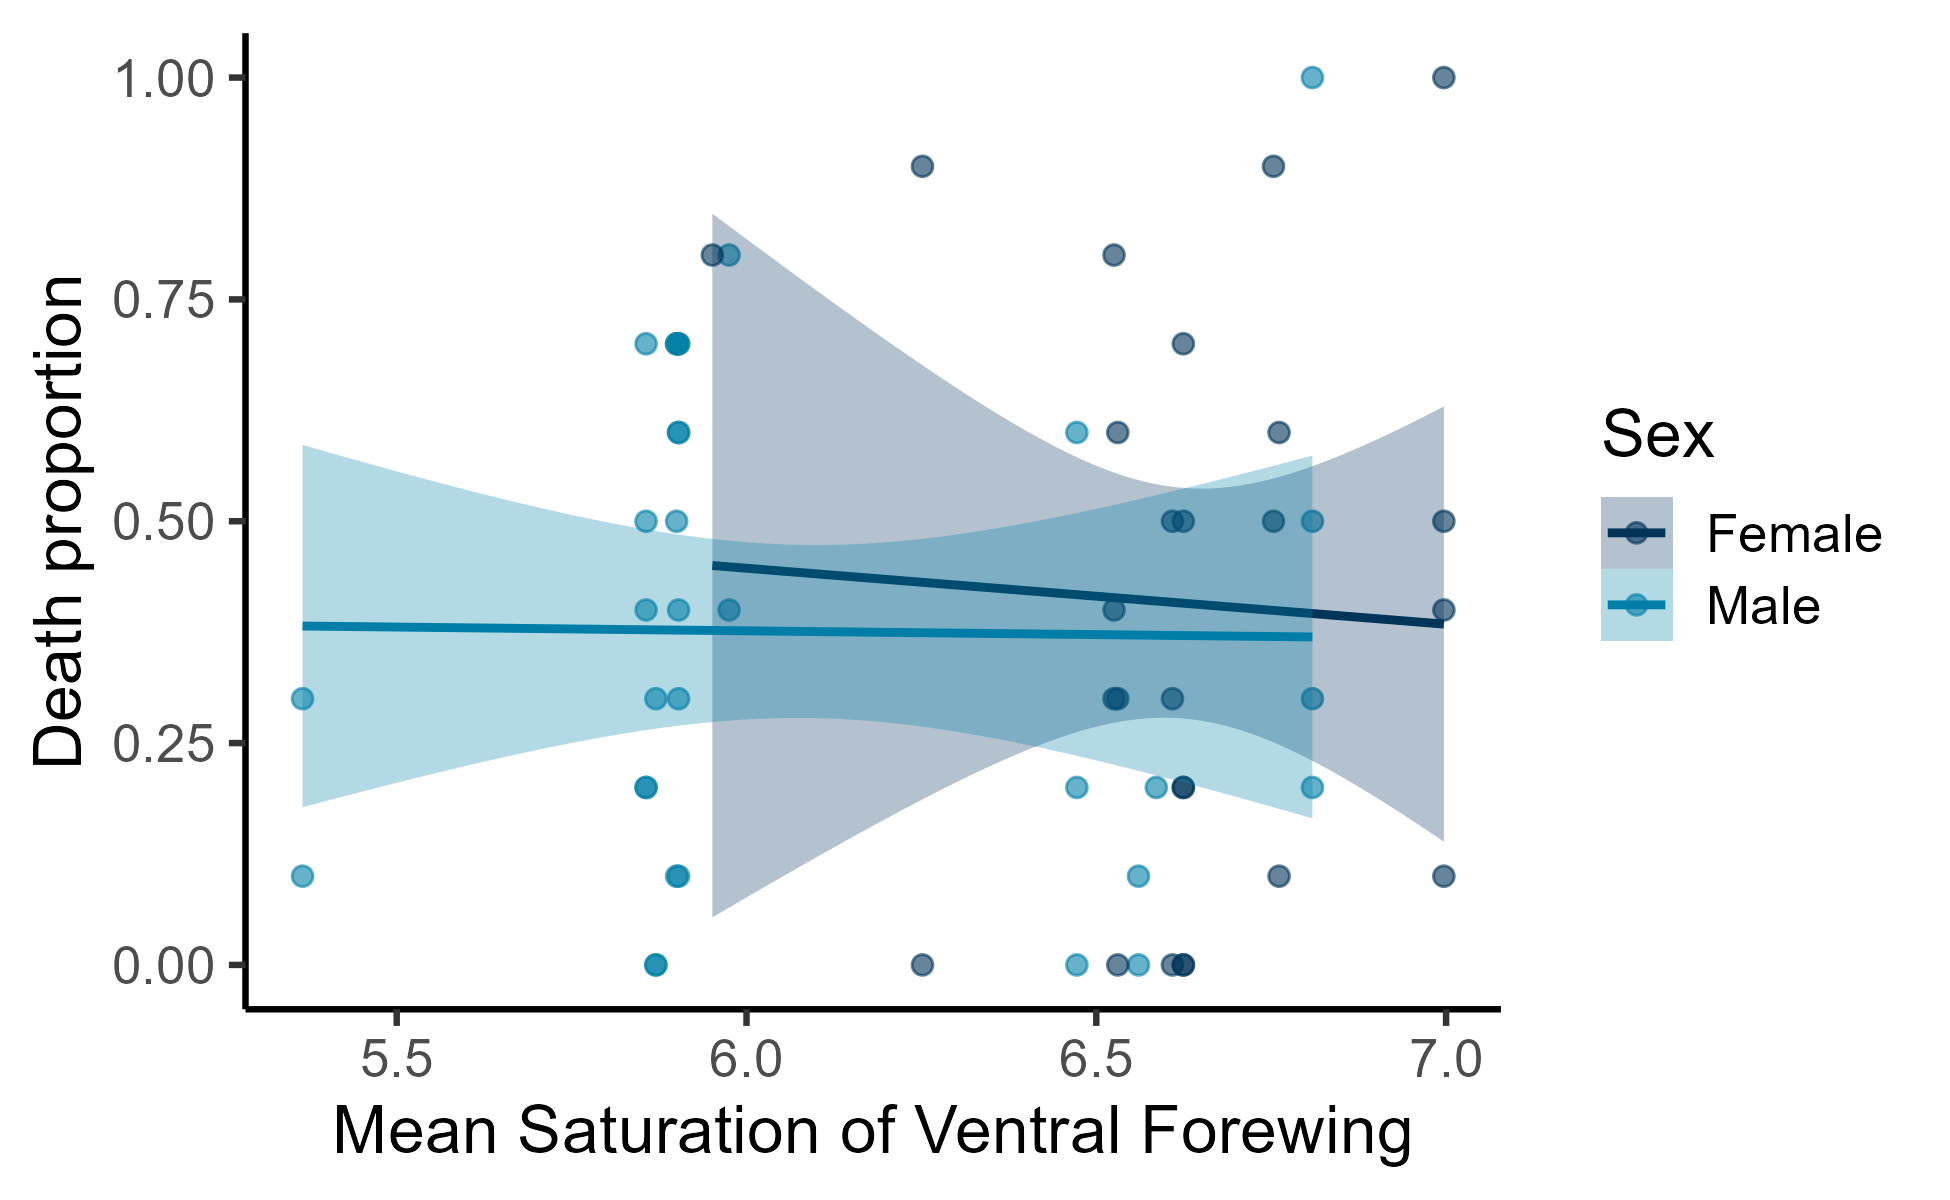 Death proportion
1.00
0.75
0.50
0.25
0.00
5.5 6.0 6.5 7.0
Mean Saturation of Ventral Forewing
Sex
Female
Male